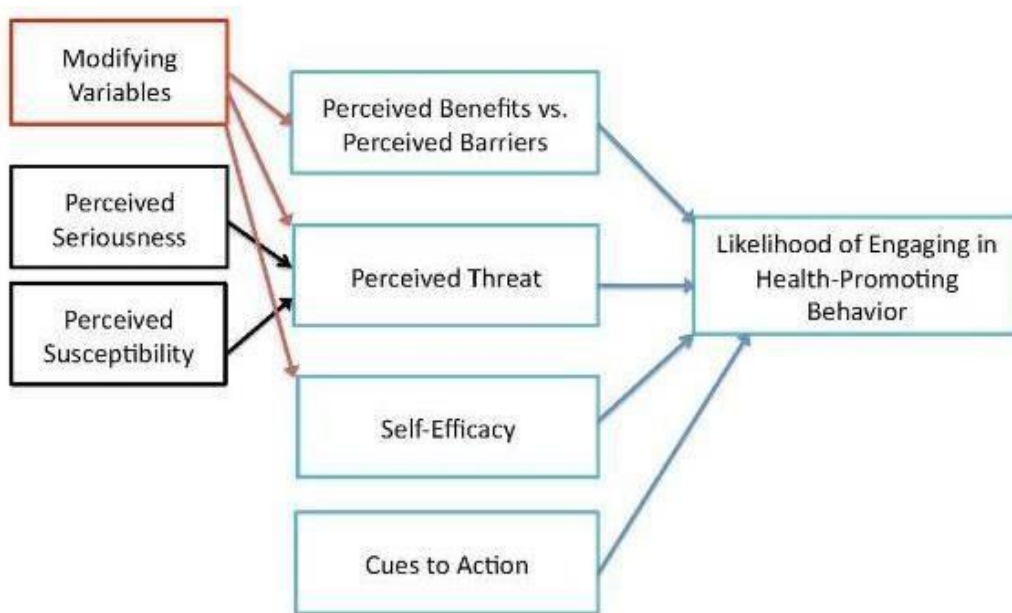 Modifying
Variables
Perceived
Seriousness
Perceived
Susceptibility
Perceived Benefits vs.
Perceived Barriers
Perceived Threat
Self-Efficacy
Cues to Action
Likelihood of Engaging in
Health-Promoting
Behavior